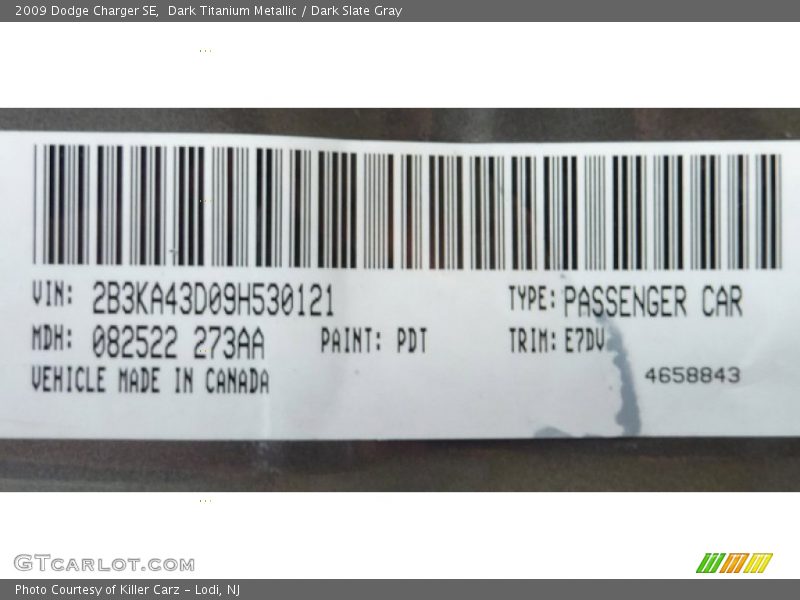 2009 Dodge Charger SE,  Dark Titanium Metallic / Dark Slate Gray
VIN: 2B3KA43D09H530121 TYPE: PASSENGER CAR
MDH: 082522 273AA PAINT: PDT TRIM: E7DV
VEHICLE MADE IN CANADA 4658843
GTCARLOT.COM
Photo Courtesy of Killer Carz - Lodi, NJ